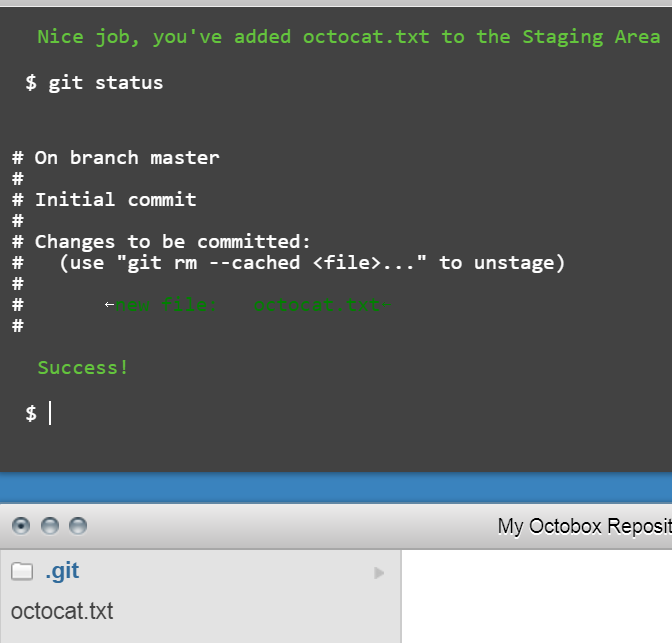 Nice job, you've added octocat.txt to the Staging Area
$ git status
# On branch master
#
# Initial commit
#
# Changes to be committed:
#   (use "git rm --cached <file>..." to unstage)
#
#       ←new file:   octocat.txt←
#
Success!
$
My Octobox Reposit
.git
octocat.txt